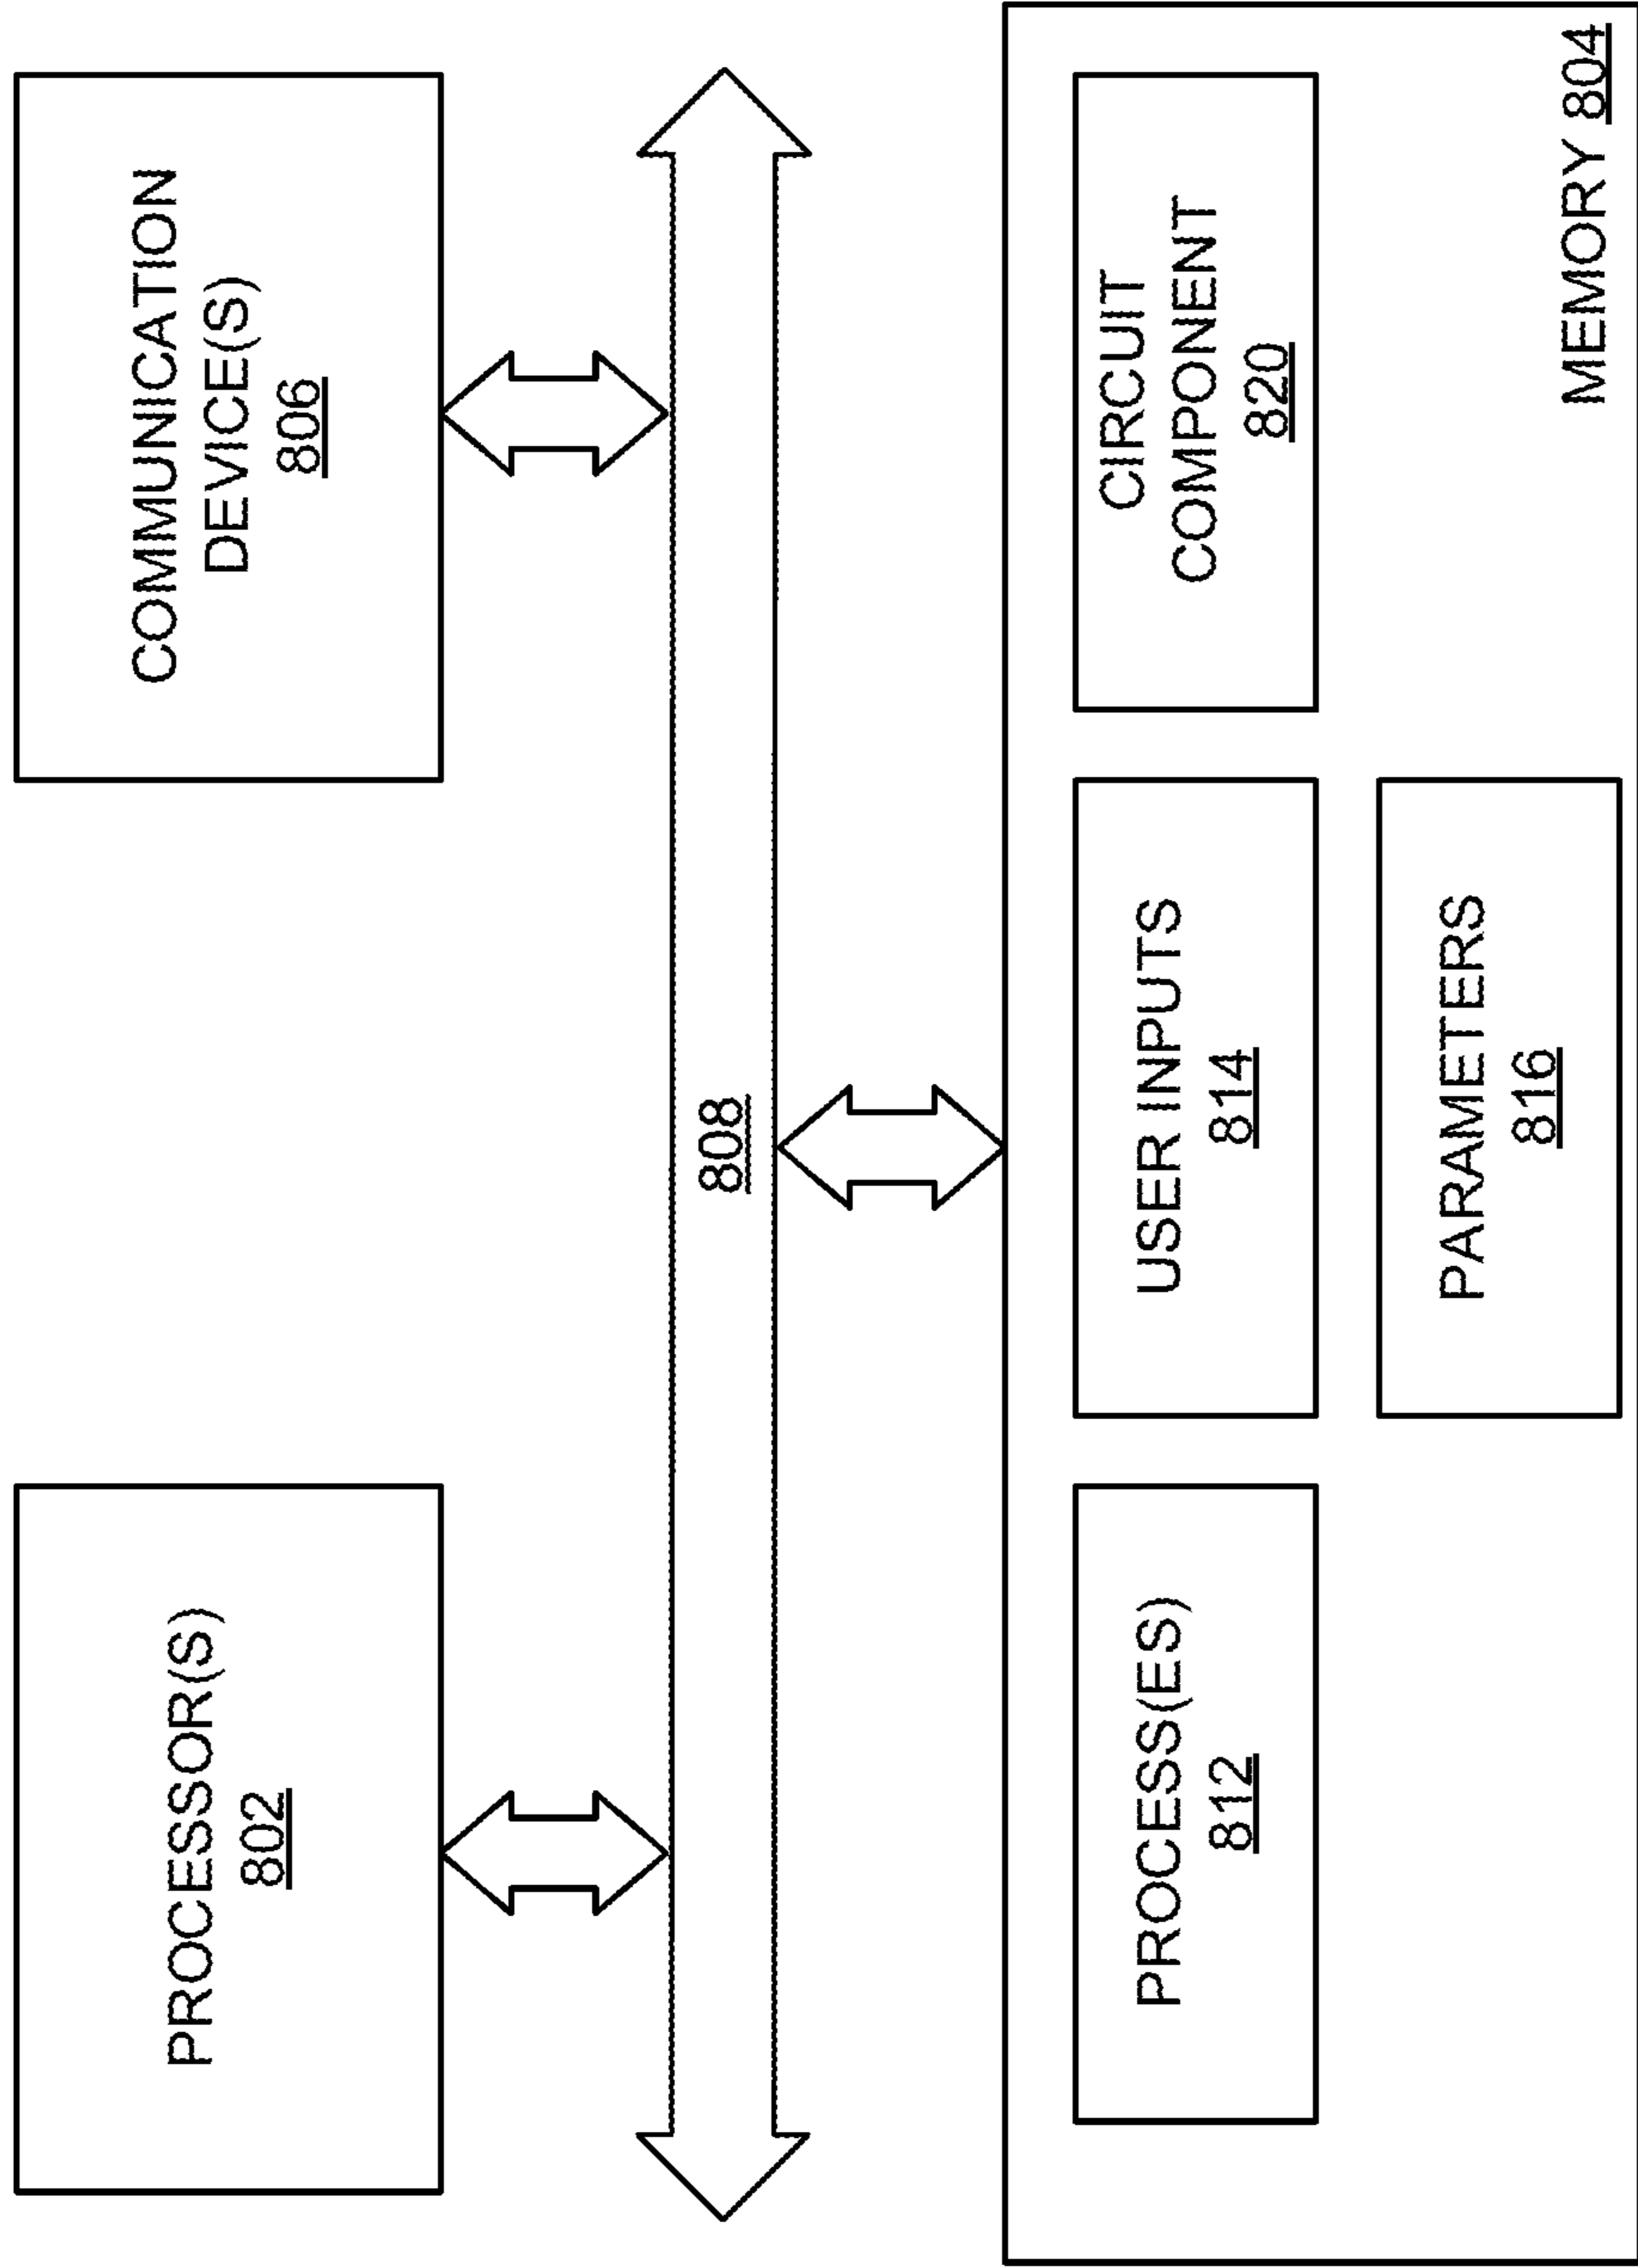 PROCESSOR(S)
802
COMMUNICATION
DEVICE(S)
806
808
PROCESS(ES)
812
USER INPUTS
814
CIRCUIT
COMPONENT
820
PARAMETERS
816
MEMORY 804